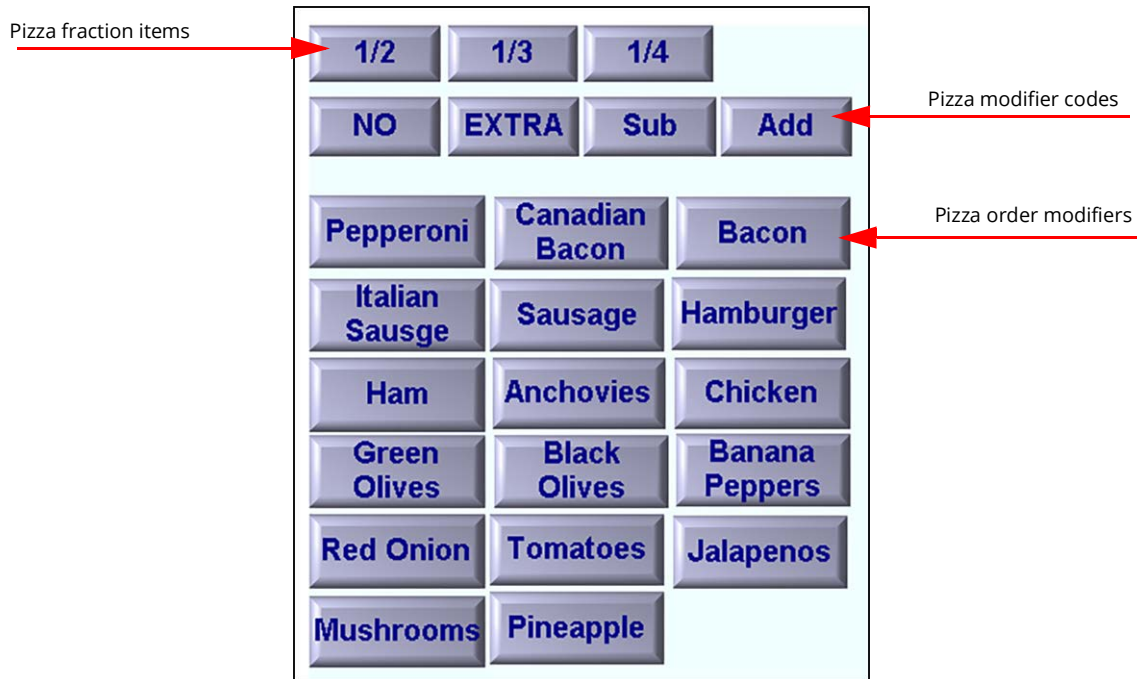 Pizza fraction items
1/2 1/3 1/4
Pizza modifier codes
NO EXTRA Sub Add
Pizza order modifiers
Pepperoni
Canadian
Bacon
Bacon
Italian
Sausge
Sausage
Hamburger
Ham
Anchovies
Chicken
Green
Olives
Black
Olives
Banana
Peppers
Red Onion
Tomatoes
Jalapenos
Mushrooms
Pineapple